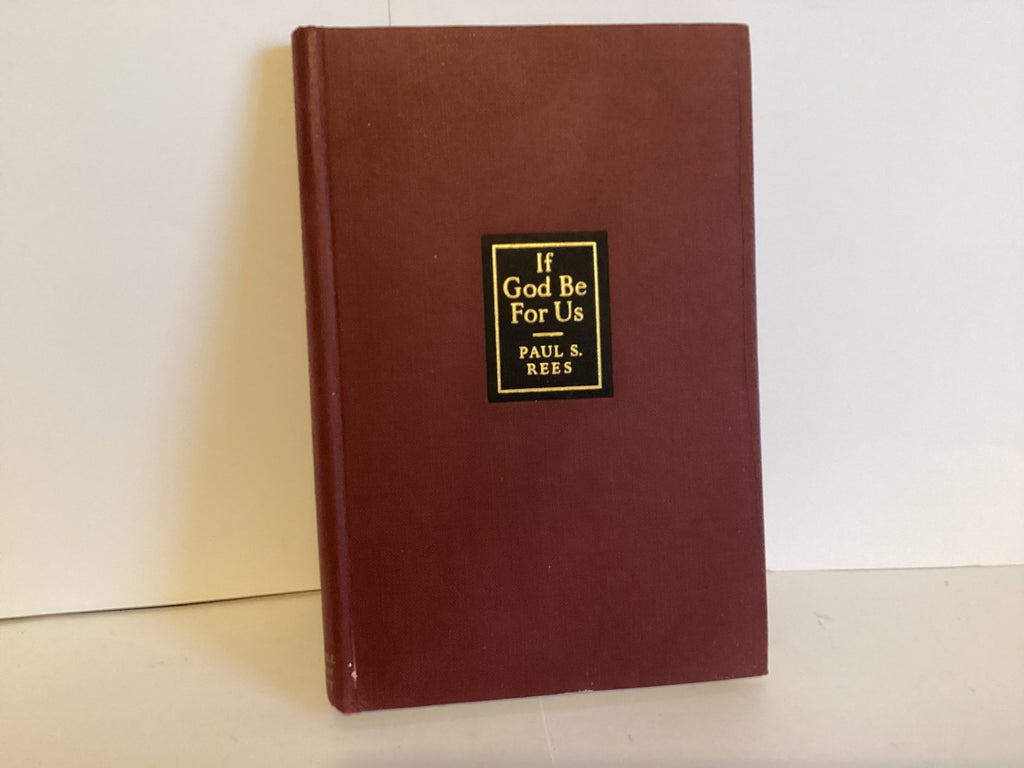 If
God Be
For Us
PAUL S.
REES